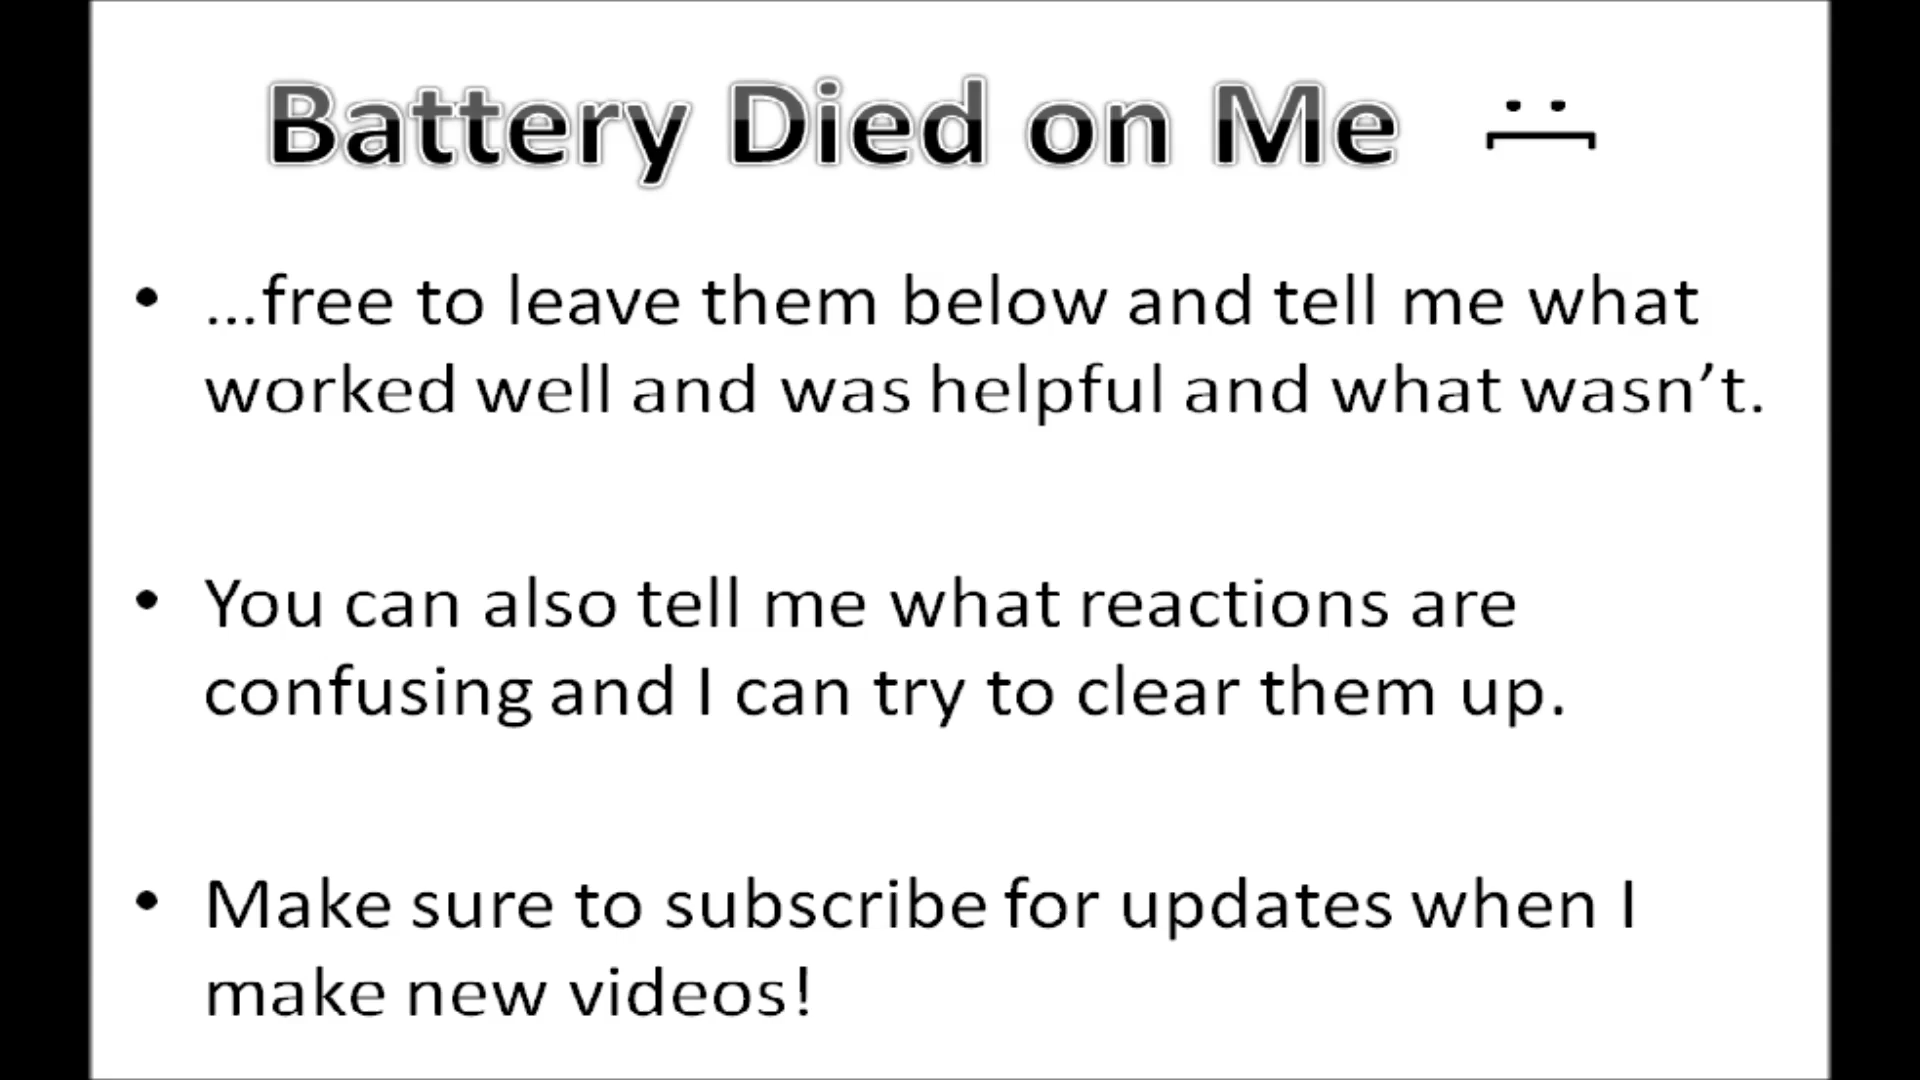 Battery Died on Me
• ...free to leave them below and tell me what
worked well and was helpful and what wasn’t.
• You can also tell me what reactions are
confusing and I can try to clear them up.
• Make sure to subscribe for updates when I
make new videos!